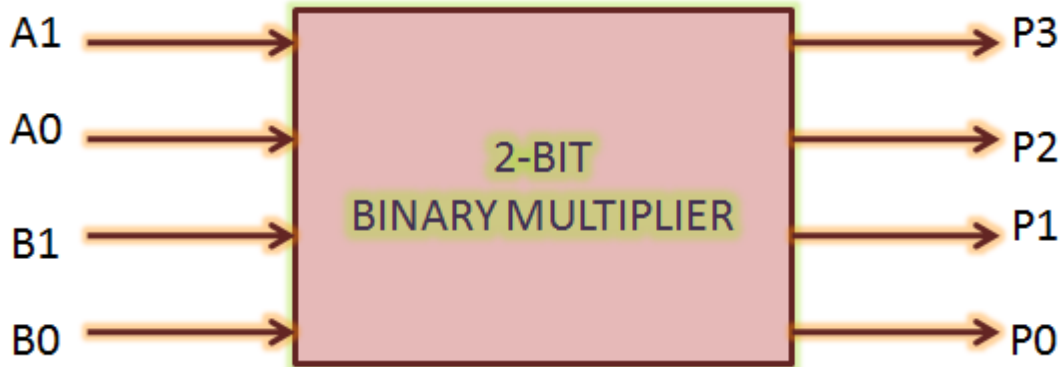 A1
A0
B1
B0
2-BIT
BINARY MULTIPLIER
P3
P2
P1
P0